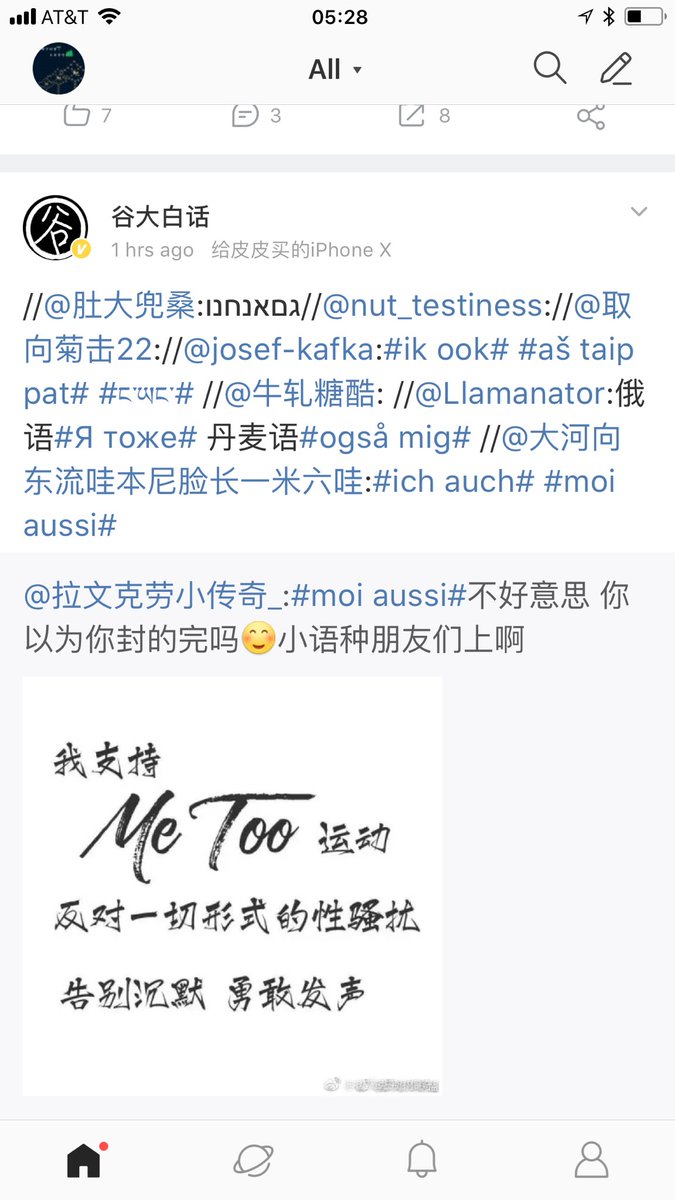 AT&T 05:28
All
7 3 8
谷大白话
1 hrs ago 给皮皮买的iPhone X
//@肚大兜桑:גםאנחנו//@nut_testiness://@取
向菊击22://@josef-kafka:#ik ook# #aš taip
pat# #ང་ཡང་# //@牛轧糖酷: //@Llamanator:俄
语#Я тоже# 丹麦语#også mig# //@大河向
东流哇本尼脸长一米六哇:#ich auch# #moi
aussi#
@拉文克劳小传奇_:#moi aussi#不好意思 你
以为你封的完吗😊小语种朋友们上啊
我支持
Me Too 运动
反对一切形式的性骚扰
告别沉默 勇敢发声